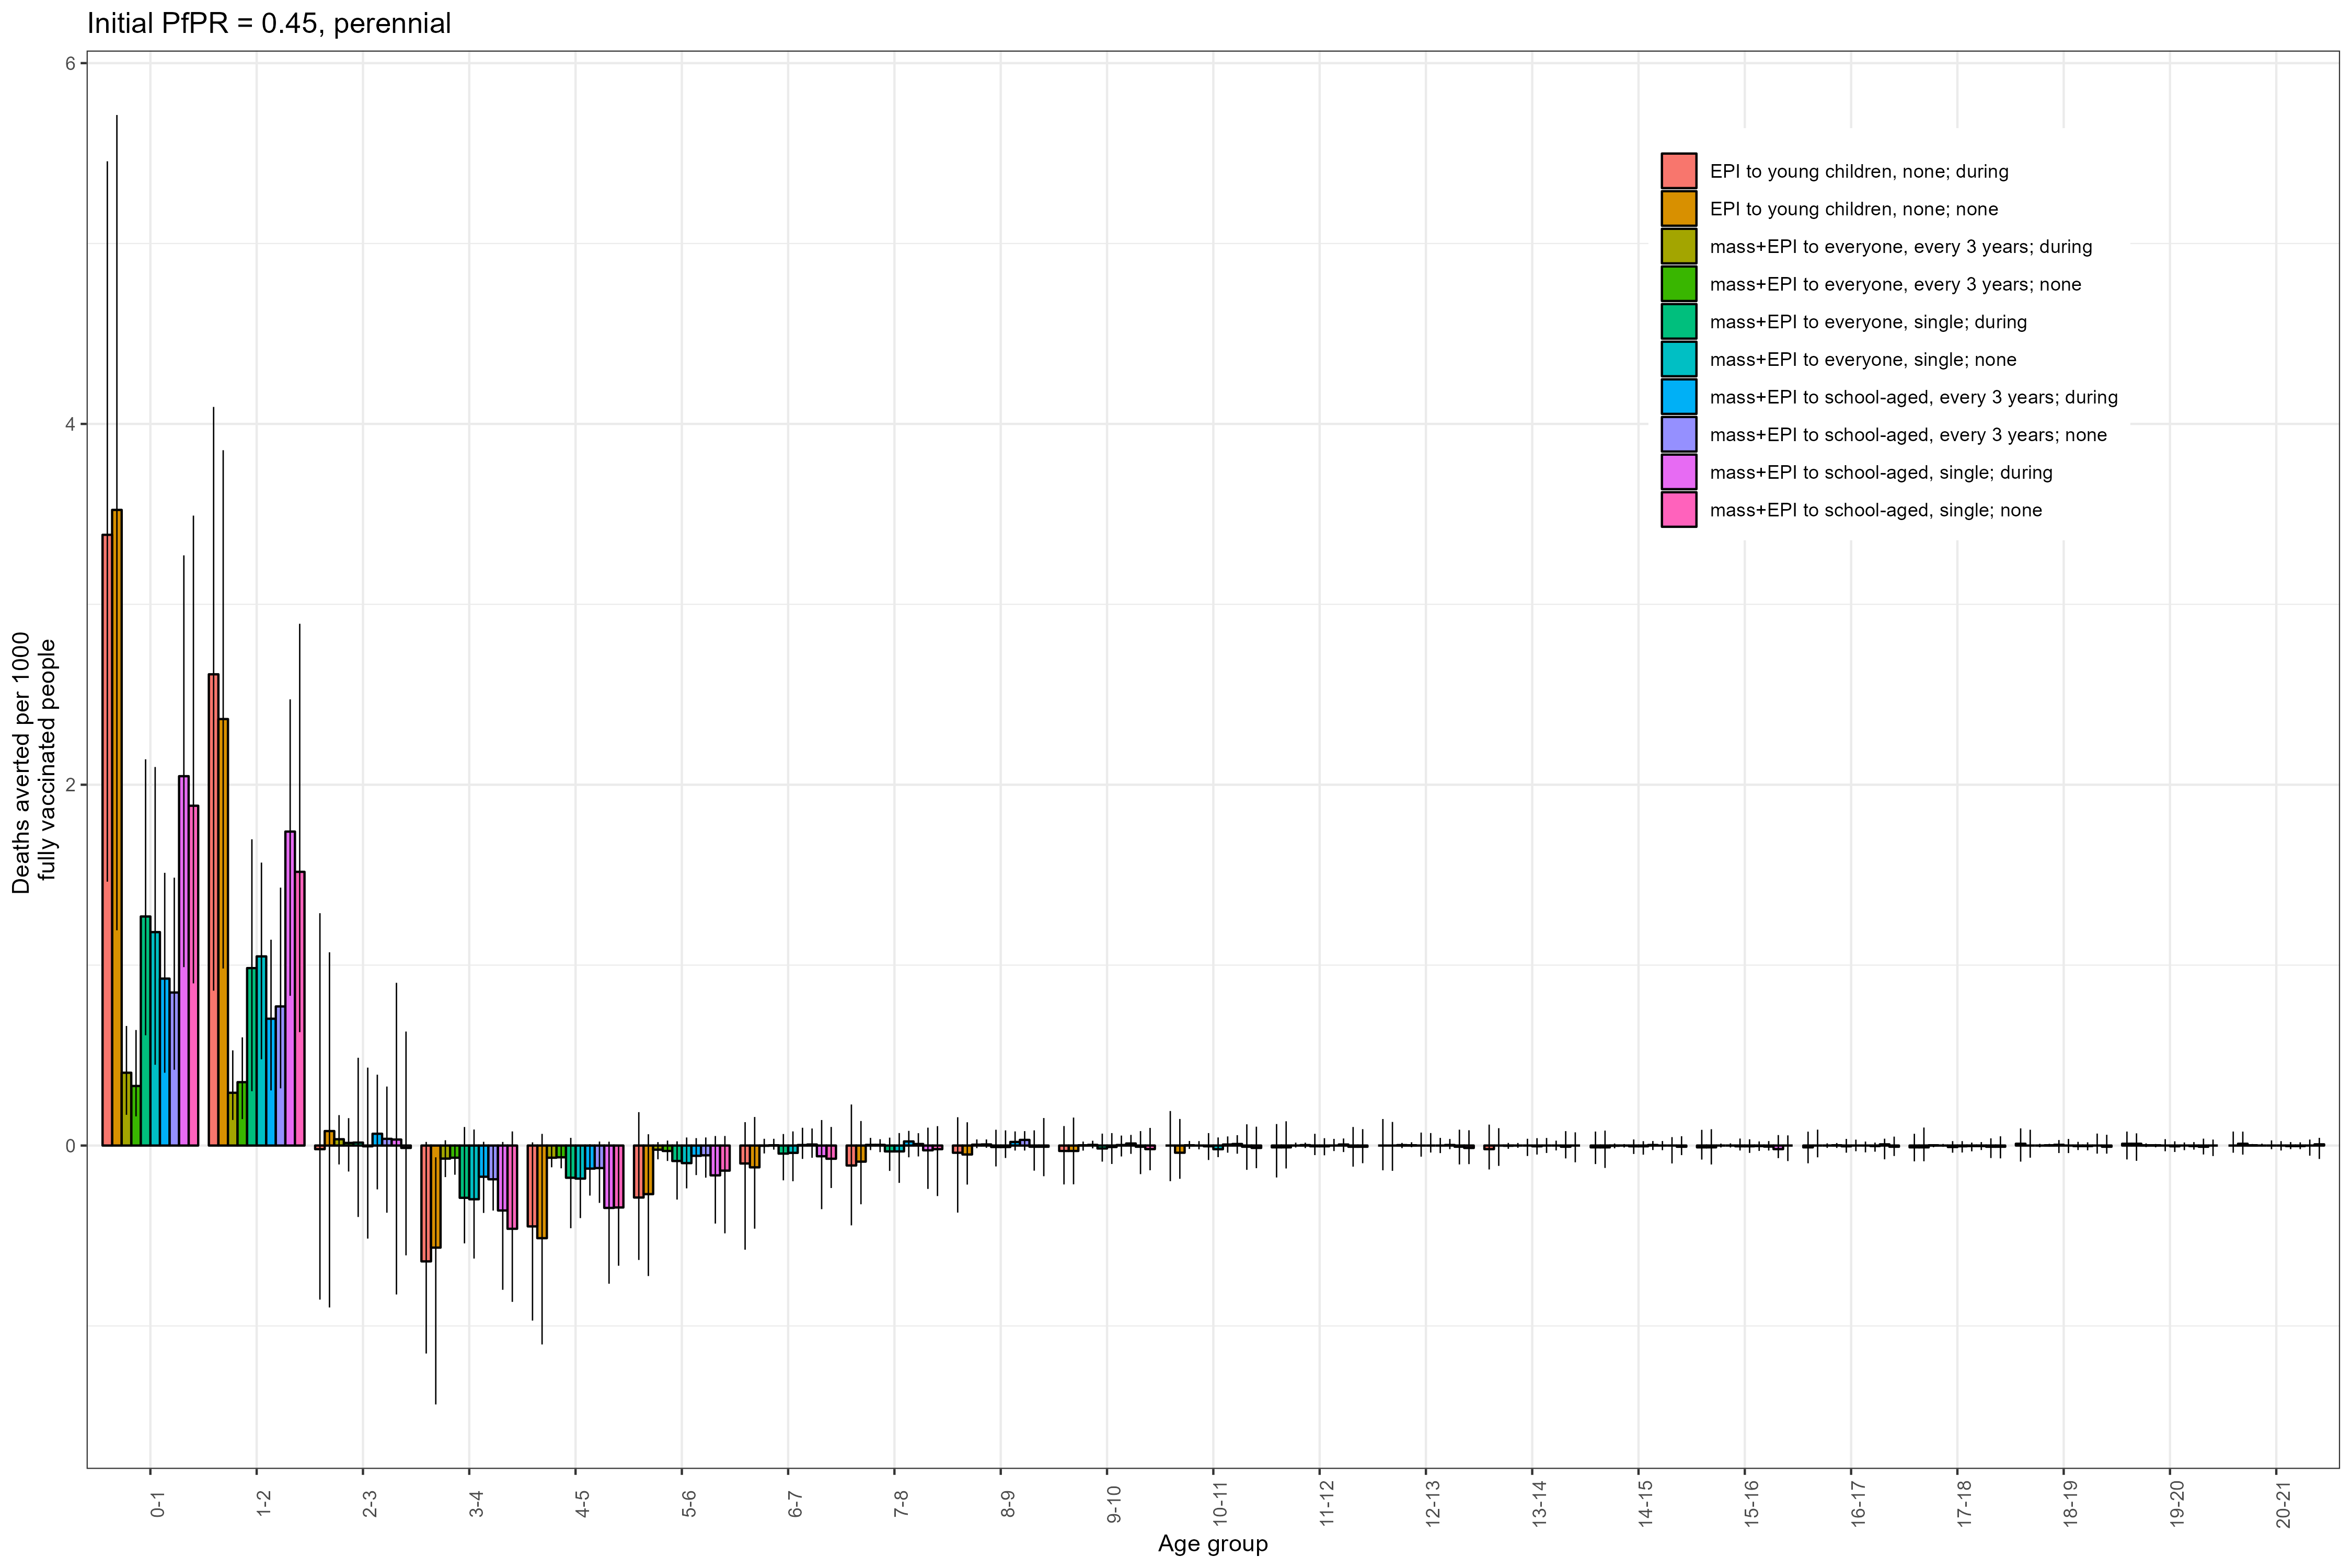 Initial PfPR = 0.45, perennial
Deaths averted per 1000
fully vaccinated people
6
4
2
0
EPI to young children, none; during
EPI to young children, none; none
mass+EPI to everyone, every 3 years; during
mass+EPI to everyone, every 3 years; none
mass+EPI to everyone, single; during
mass+EPI to everyone, single; none
mass+EPI to school-aged, every 3 years; during
mass+EPI to school-aged, every 3 years; none
mass+EPI to school-aged, single; during
mass+EPI to school-aged, single; none
0-1
1-2
2-3
3-4
4-5
5-6
6-7
7-8
8-9
9-10
10-11
11-12
12-13
13-14
14-15
15-16
16-17
17-18
18-19
19-20
20-21
Age group